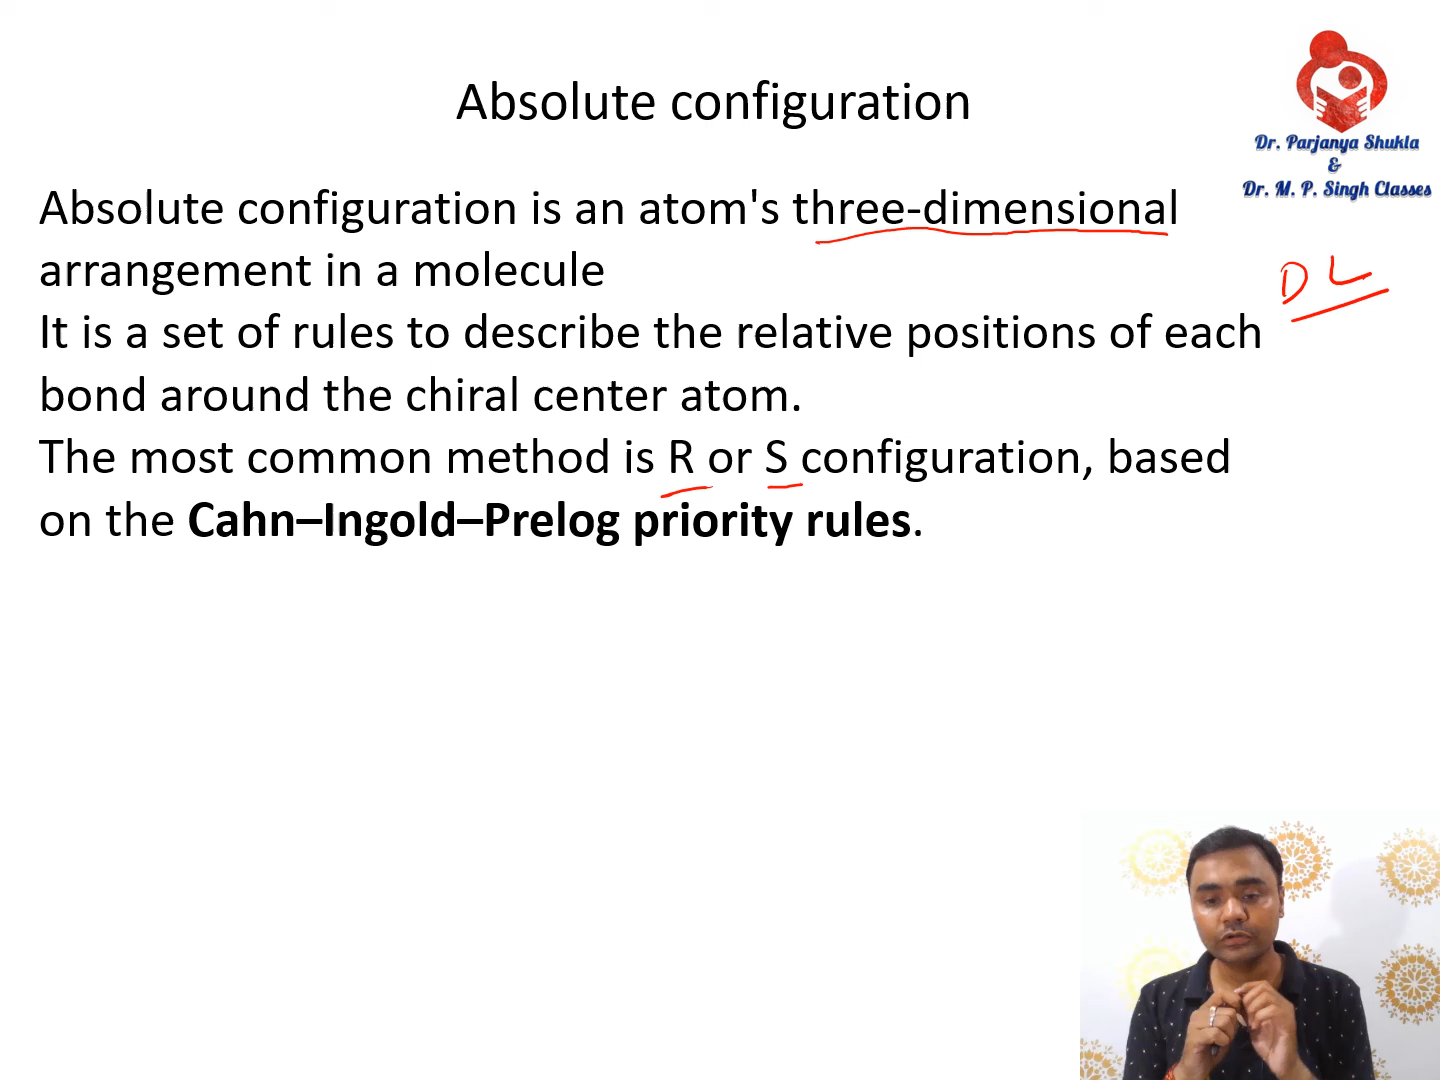 Absolute configuration
Dr. Parjanya Shukla
&
Dr. M. P. Singh Classes
Absolute configuration is an atom's three-dimensional
arrangement in a molecule
D L
It is a set of rules to describe the relative positions of each
bond around the chiral center atom.
The most common method is R or S configuration, based
on the Cahn–Ingold–Prelog priority rules.